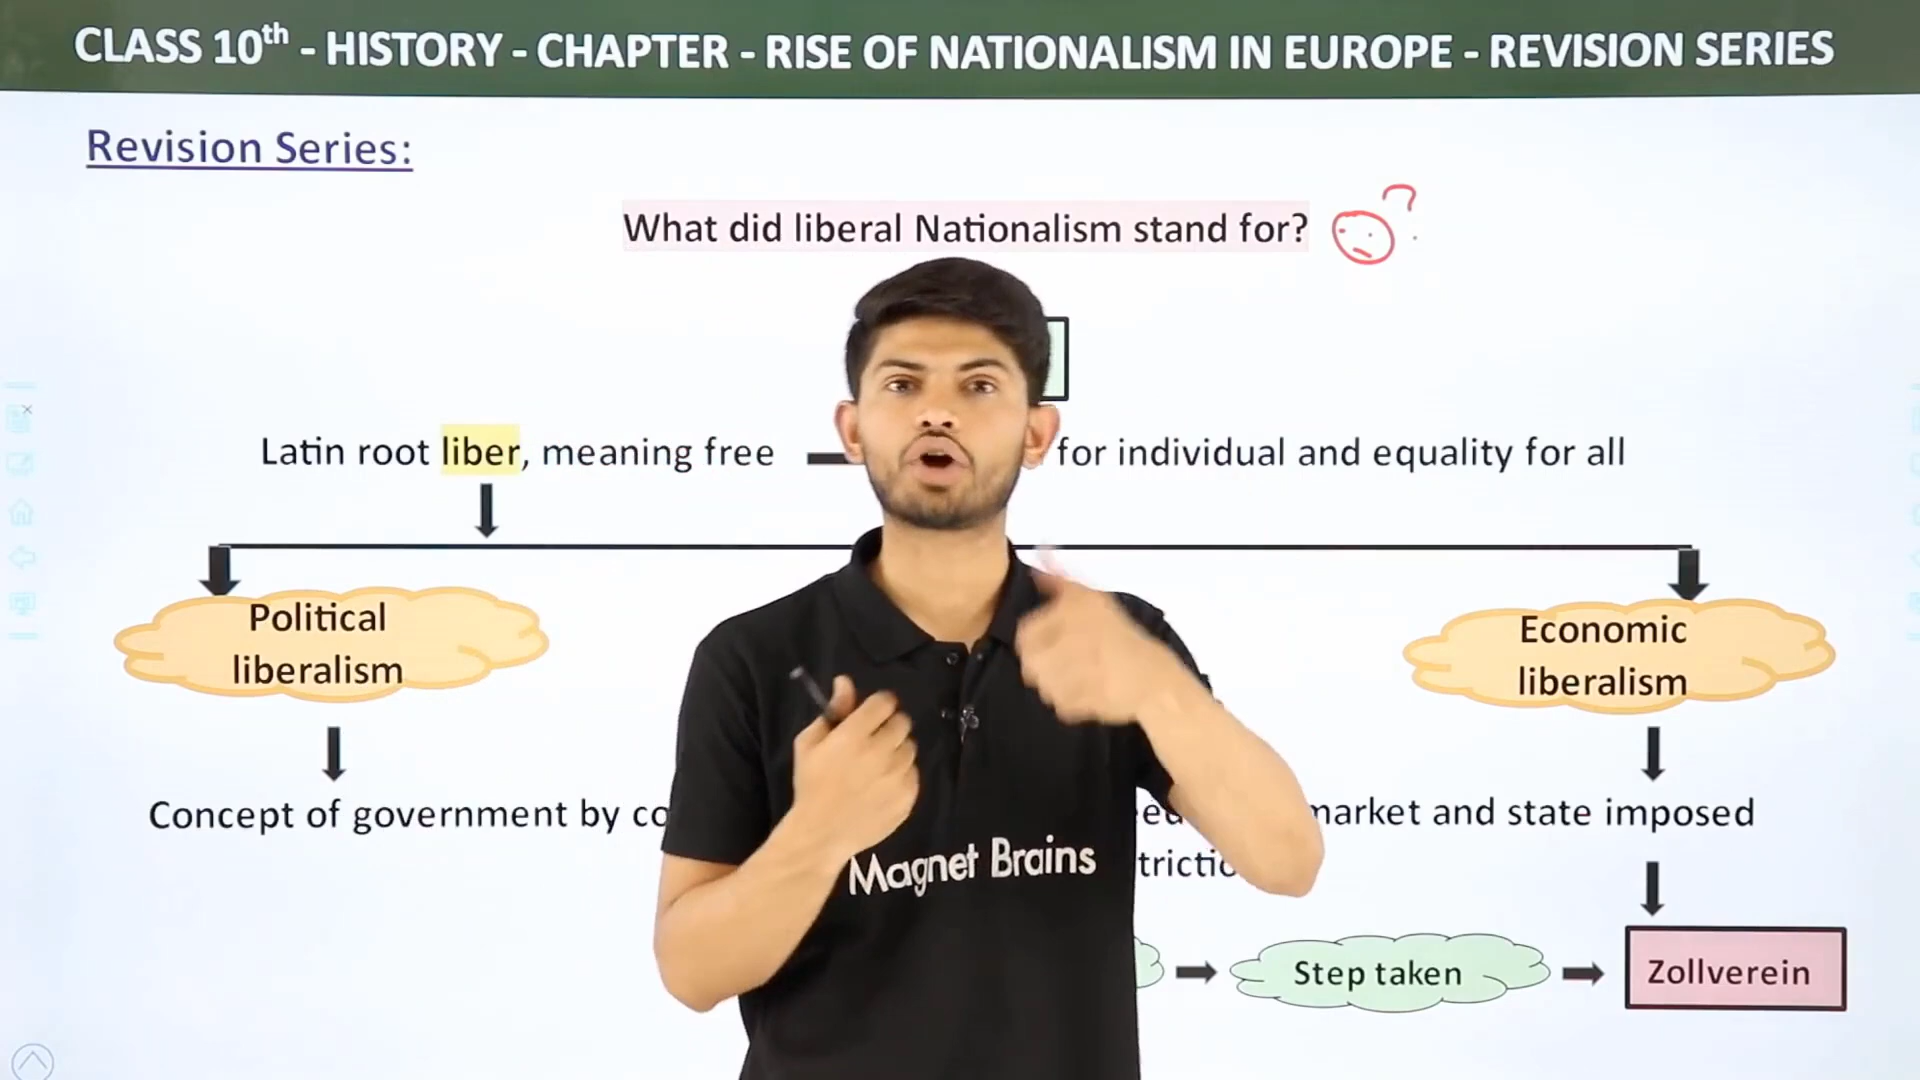 CLASS 10th - HISTORY - CHAPTER - RISE OF NATIONALISM IN EUROPE - REVISION SERIES
Revision Series:
What did liberal Nationalism stand for? ?
Latin root liber, meaning free for individual and equality for all
Political
liberalism
Economic
liberalism
Concept of government by
market and state imposed
Magnet Brains
Step taken
Zollverein